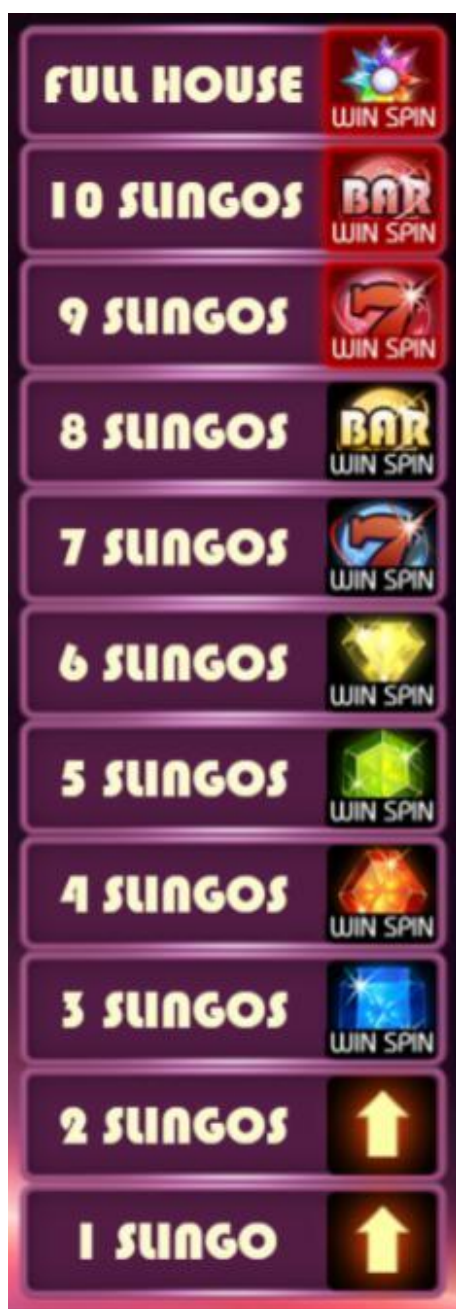 FULL HOUSE
WIN SPIN
10 SLINGOS
BAR
WIN SPIN
9 SLINGOS
7
WIN SPIN
8 SLINGOS
BAR
WIN SPIN
7 SLINGOS
7
WIN SPIN
6 SLINGOS
WIN SPIN
5 SLINGOS
WIN SPIN
4 SLINGOS
WIN SPIN
3 SLINGOS
WIN SPIN
2 SLINGOS
1 SLINGO